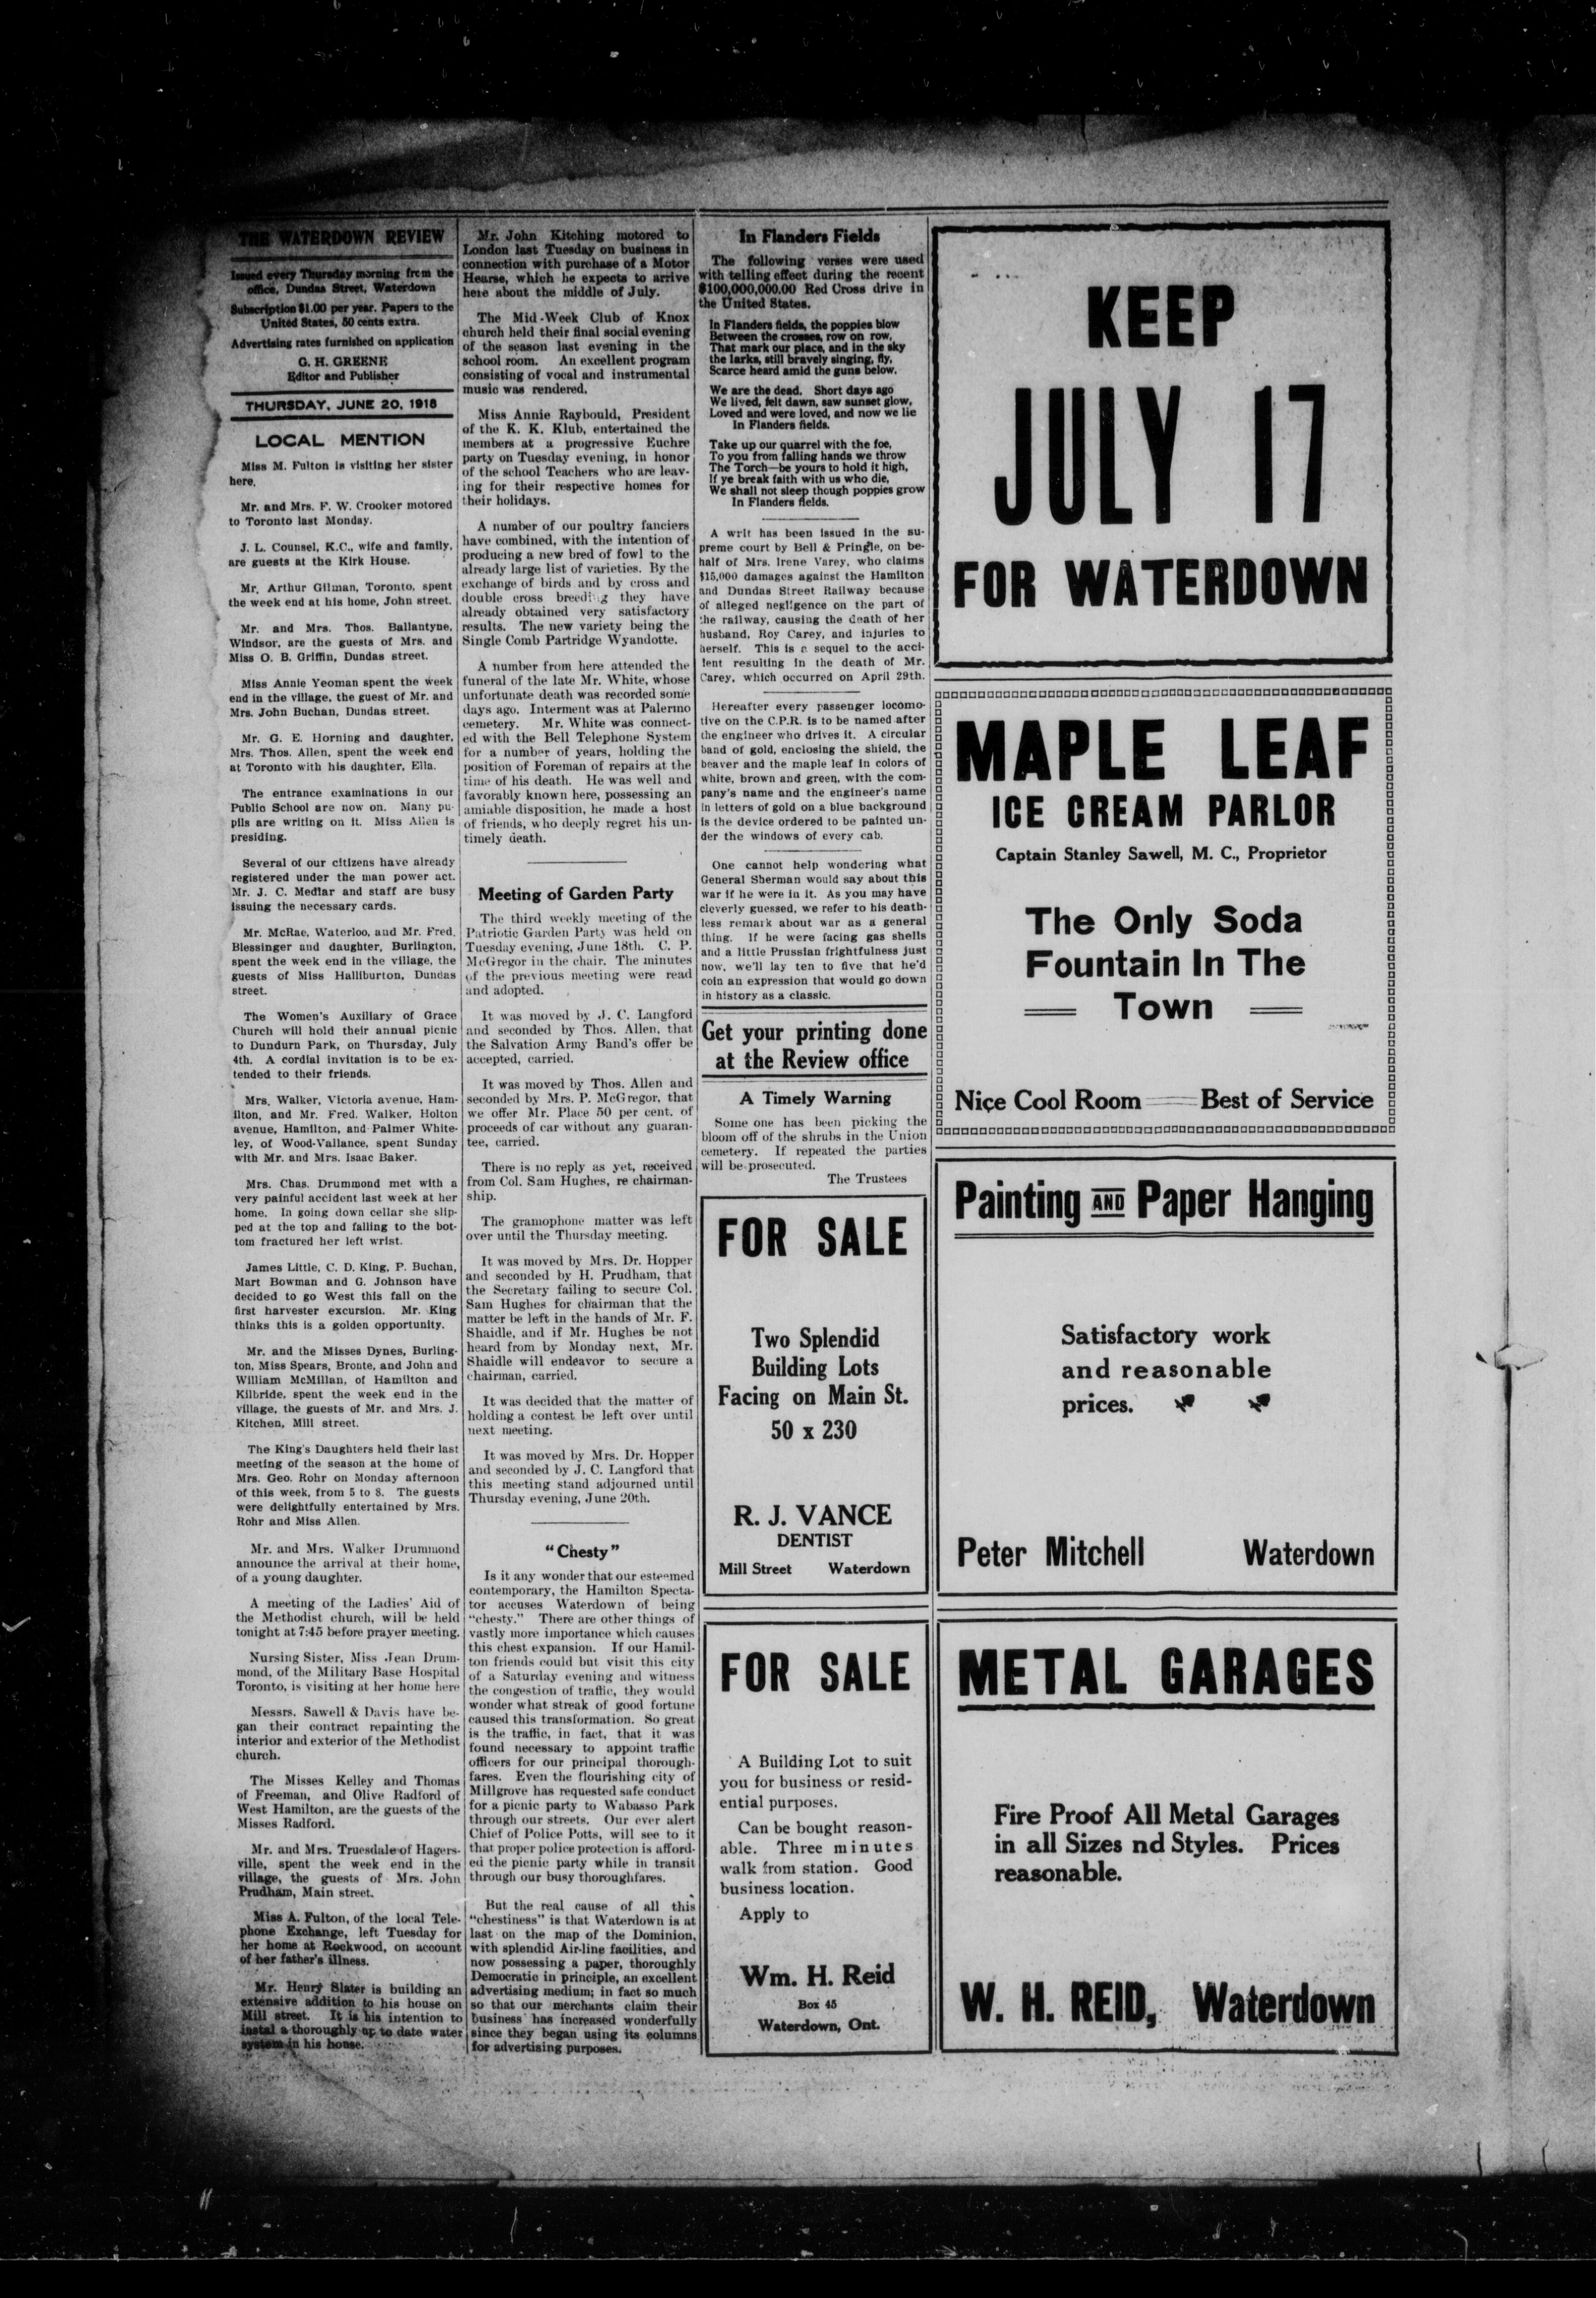 THE WATERDOWN REVIEW
Issued every Thursday morning from the
office, Dundas Street, Waterdown
Subscription $1.00 per year. Papers to the
United States, 50 cents extra.
Advertising rates furnished on application
G. H. GREENE
Editor and Publisher
THURSDAY, JUNE 20, 1918
LOCAL MENTION
Miss M. Fulton is visiting her sister
here.
Mr. and Mrs. F. W. Crooker motored
to Toronto last Monday.
J. L. Counsel, K.C., wife and family,
are guests at the Kirk House.
Mr. Arthur Gilman, Toronto, spent
the week end at his home, John street.
Mr. and Mrs. Thos. Ballantyne,
Windsor, are the guests of Mrs. and
Miss O. B. Griffin, Dundas street.
Miss Annie Yeoman spent the week
end in the village, the guest of Mr. and
Mrs. John Buchan, Dundas street.
Mr. G. E. Horning and daughter,
Mrs. Thos. Allen, spent the week end
at Toronto with his daughter, Ella.
The entrance examinations in our
Public School are now on. Many pu-
pils are writing on it. Miss Allen is
presiding.
Several of our citizens have already
registered under the man power act.
Mr. J. C. Medlar and staff are busy
issuing the necessary cards.
Mr. McRae, Waterloo, and Mr. Fred.
Blessinger and daughter, Burlington,
spent the week end in the village, the
guests of Miss Halliburton, Dundas
street.
The Women's Auxiliary of Grace
Church will hold their annual picnic
to Dundurn Park, on Thursday, July
4th. A cordial invitation is to be ex-
tended to their friends.
Mrs. Walker, Victoria avenue, Ham-
ilton, and Mr. Fred. Walker, Holton
avenue, Hamilton, and Palmer White-
ley, of Wood-Vallance, spent Sunday
with Mr. and Mrs. Isaac Baker.
Mrs. Chas. Drummond met with a
very painful accident last week at her
home. In going down cellar she slip-
ped at the top and falling to the bot-
tom fractured her left wrist.
James Little, C. D. King, P. Buchan,
Mart Bowman and G. Johnson have
decided to go West this fall on the
first harvester excursion. Mr. King
thinks this is a golden opportunity.
Mr. and the Misses Dynes, Burling-
ton, Miss Spears, Bronte, and John and
William McMillan, of Hamilton and
Kilbride, spent the week end in the
village, the guests of Mr. and Mrs. J.
Kitchen, Mill street.
The King's Daughters held their last
meeting of the season at the home of
Mrs. Geo. Rohr on Monday afternoon
of this week, from 5 to 8. The guests
were delightfully entertained by Mrs.
Rohr and Miss Allen.
Mr. and Mrs. Walker Drummond
announce the arrival at their home,
of a young daughter.
A meeting of the Ladies' Aid of
the Methodist church, will be held
tonight at 7:45 before prayer meeting.
Nursing Sister, Miss Jean Drum-
mond, of the Military Base Hospital
Toronto, is visiting at her home here
Messrs. Sawell & Davis have be-
gan their contract repainting the
interior and exterior of the Methodist
church.
The Misses Kelley and Thomas
of Freeman, and Olive Radford of
West Hamilton, are the guests of the
Misses Radford.
Mr. and Mrs. Truesdale of Hagers-
ville, spent the week end in the
village, the guests of Mrs. John
Prudham, Main street.
Miss A. Fulton, of the local Tele-
phone Exchange, left Tuesday for
her home at Rockwood, on account
of her father's illness.
Mr. Henry Slater is building an
extensive addition to his house on
Mill street. It is his intention to
instal a thoroughly up to date water
system in his house.
Mr. John Kitching motored to
London last Tuesday on business in
connection with purchase of a Motor
Hearse, which he expects to arrive
here about the middle of July.
The Mid-Week Club of Knox
church held their final social evening
of the season last evening in the
school room. An excellent program
consisting of vocal and instrumental
music was rendered.
Miss Annie Raybould, President
of the K. K. Klub, entertained the
members at a progressive Euchre
party on Tuesday evening, in honor
of the school Teachers who are leav-
ing for their respective homes for
their holidays.
A number of our poultry fanciers
have combined, with the intention of
producing a new bred of fowl to the
already large list of varieties. By the
exchange of birds and by cross and
double cross breeding they have
already obtained very satisfactory
results. The new variety being the
Single Comb Partridge Wyandotte.
A number from here attended the
funeral of the late Mr. White, whose
unfortunate death was recorded some
days ago. Interment was at Palermo
cemetery. Mr. White was connect-
ed with the Bell Telephone System
for a number of years, holding the
position of Foreman of repairs at the
time of his death. He was well and
favorably known here, possessing an
amiable disposition, he made a host
of friends, who deeply regret his un-
timely death.
Meeting of Garden Party
The third weekly meeting of the
Patriotic Garden Party was held on
Tuesday evening, June 18th. C. P.
McGregor in the chair. The minutes
of the previous meeting were read
and adopted.
It was moved by J. C. Langford
and seconded by Thos. Allen, that
the Salvation Army Band's offer be
accepted, carried.
It was moved by Thos. Allen and
seconded by Mrs. P. McGregor, that
we offer Mr. Place 50 per cent. of
proceeds of car without any guaran-
tee, carried.
There is no reply as yet, received
from Col. Sam Hughes, re chairman-
ship.
The gramophone matter was left
over until the Thursday meeting.
It was moved by Mrs. Dr. Hopper
and seconded by H. Prudham, that
the Secretary failing to secure Col.
Sam Hughes for chairman that the
matter be left in the hands of Mr. F.
Shaidle, and if Mr. Hughes be not
heard from by Monday next, Mr.
Shaidle will endeavor to secure a
chairman, carried.
It was decided that the matter of
holding a contest be left over until
next meeting.
It was moved by Mrs. Dr. Hopper
and seconded by J. C. Langford that
this meeting stand adjourned until
Thursday evening, June 20th.
"Chesty"
Is it any wonder that our esteemed
contemporary, the Hamilton Specta-
tor accuses Waterdown of being
"chesty." There are other things of
vastly more importance which causes
this chest expansion. If our Hamil-
ton friends could but visit this city
of a Saturday evening and witness
the congestion of traffic, they would
wonder what streak of good fortune
caused this transformation. So great
is the traffic, in fact, that it was
found necessary to appoint traffic
officers for our principal thorough-
fares. Even the flourishing city of
Millgrove has requested safe conduct
for a picnic party to Wabasso Park
through our streets. Our ever alert
Chief of Police Potts, will see to it
that proper police protection is afford-
ed the picnic party while in transit
through our busy thoroughfares.
But the real cause of all this
"chestiness" is that Waterdown is at
last on the map of the Dominion,
with splendid Air-line facilities, and
now possessing a paper, thoroughly
Democratic in principle, an excellent
advertising medium; in fact so much
so that our merchants claim their
business has increased wonderfully
since they began using its columns
for advertising purposes.
In Flanders Fields
The following verses were used
with telling effect during the recent
$100,000,000.00 Red Cross drive in
the United States.
In Flanders fields, the poppies blow
Between the crosses, row on row,
That mark our place, and in the sky
the larks, still bravely singing, fly,
Scarce heard amid the guns below.
We are the dead. Short days ago
We lived, felt dawn, saw sunset glow,
Loved and were loved, and now we lie
In Flanders fields.
Take up our quarrel with the foe,
To you from falling hands we throw
The Torch—be yours to hold it high,
If ye break faith with us who die,
We shall not sleep though poppies grow
In Flanders fields.
A writ has been issued in the su-
preme court by Bell & Pringle, on be-
half of Mrs. Irene Varey, who claims
$15,000 damages against the Hamilton
and Dundas Street Railway because
of alleged negligence on the part of
the railway, causing the death of her
husband, Roy Carey, and injuries to
herself. This is a sequel to the acci-
dent resulting in the death of Mr.
Carey, which occurred on April 29th.
Hereafter every passenger locomo-
tive on the C.P.R. is to be named after
the engineer who drives it. A circular
band of gold, enclosing the shield, the
beaver and the maple leaf in colors of
white, brown and green, with the com-
pany's name and the engineer's name
in letters of gold on a blue background
is the device ordered to be painted un-
der the windows of every cab.
One cannot help wondering what
General Sherman would say about this
war if he were in it. As you may have
cleverly guessed, we refer to his death-
less remark about war as a general
thing. If he were facing gas shells
and a little Prussian frightfulness just
now, we'll lay ten to five that he'd
coin an expression that would go down
in history as a classic.
Get your printing done
at the Review office
A Timely Warning
Some one has been picking the
bloom off of the shrubs in the Union
cemetery. If repeated the parties
will be prosecuted.
The Trustees
FOR SALE
Two Splendid
Building Lots
Facing on Main St.
50 x 230
R. J. VANCE
DENTIST
Mill Street Waterdown
FOR SALE
A Building Lot to suit
you for business or resid-
ential purposes.
Can be bought reason-
able. Three minutes
walk from station. Good
business location.
Apply to
Wm. H. Reid
Box 45
Waterdown, Ont.
KEEP
JULY 17
FOR WATERDOWN
MAPLE LEAF
ICE CREAM PARLOR
Captain Stanley Sawell, M. C., Proprietor
The Only Soda
Fountain In The
Town
Nice Cool Room Best of Service
Painting AND Paper Hanging
Satisfactory work
and reasonable
prices.
Peter Mitchell Waterdown
METAL GARAGES
Fire Proof All Metal Garages
in all Sizes nd Styles. Prices
reasonable.
W. H. REID, Waterdown